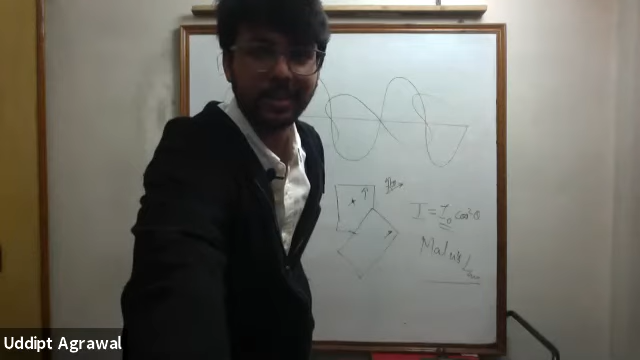 I = I₀ cos²θ
Malus
Law
Uddipt Agrawal